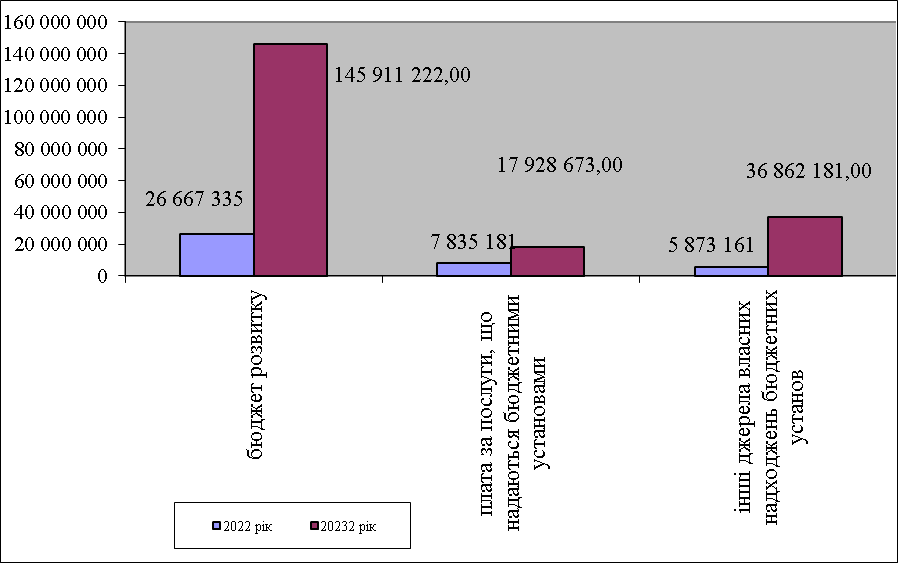 160 000 000
140 000 000
120 000 000
100 000 000
80 000 000
60 000 000
40 000 000
20 000 000
0
26 667 335
145 911 222,00
7 835 181
17 928 673,00
5 873 161
36 862 181,00
бюджет розвитку
плата за послуги, що
надаються бюджетними
установами
інші джерела власних
надходжень бюджетних
установ
2022 рік
20232 рік